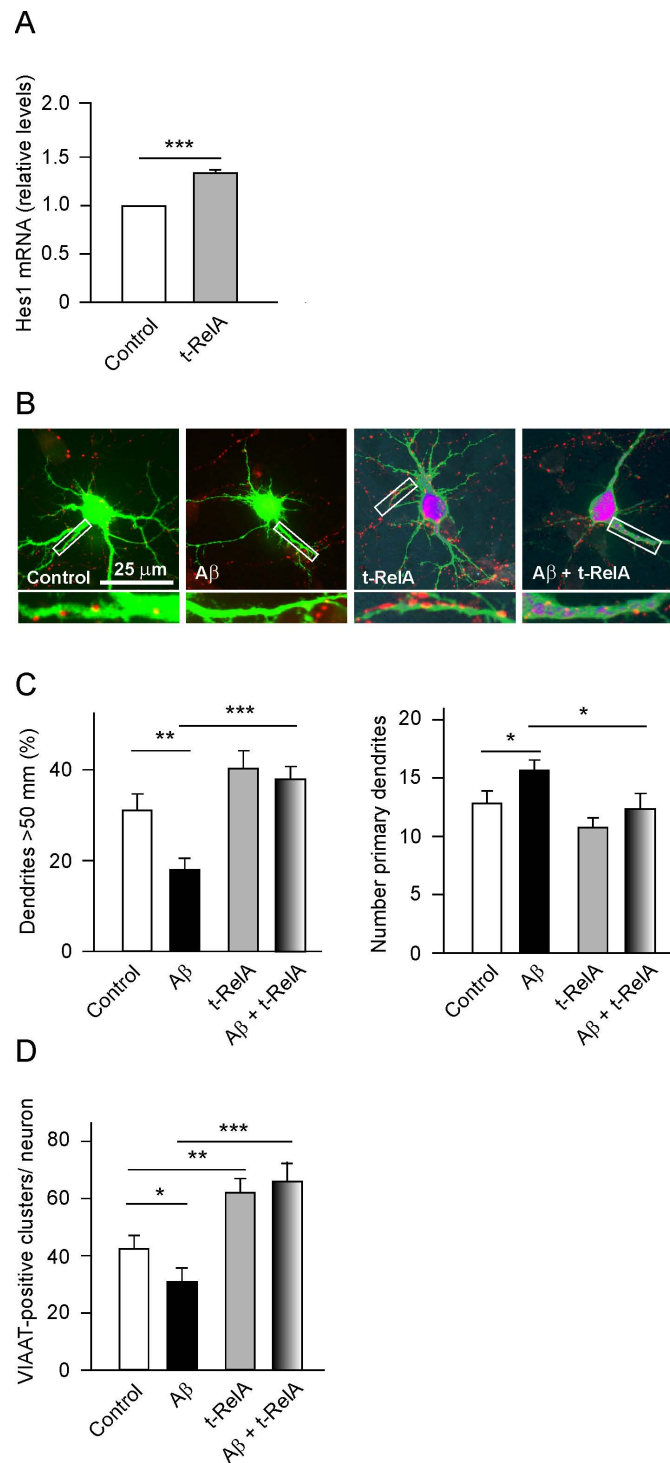 A
Hes1 mRNA (relative levels)
2.0
1.5
1.0
0.5
0
***
Control
t-RelA
B
Control
25 µm
Aβ
t-RelA
Aβ + t-RelA
C
Dendrites >50 mm (%)
40
20
0
**
***
Control
Aβ
t-RelA
Aβ + t-RelA
Number primary dendrites
20
15
10
5
0
*
*
Control
Aβ
t-RelA
Aβ + t-RelA
D
VIAAT-positive clusters/ neuron
80
60
40
20
0
***
**
*
Control
Aβ
t-RelA
Aβ + t-RelA